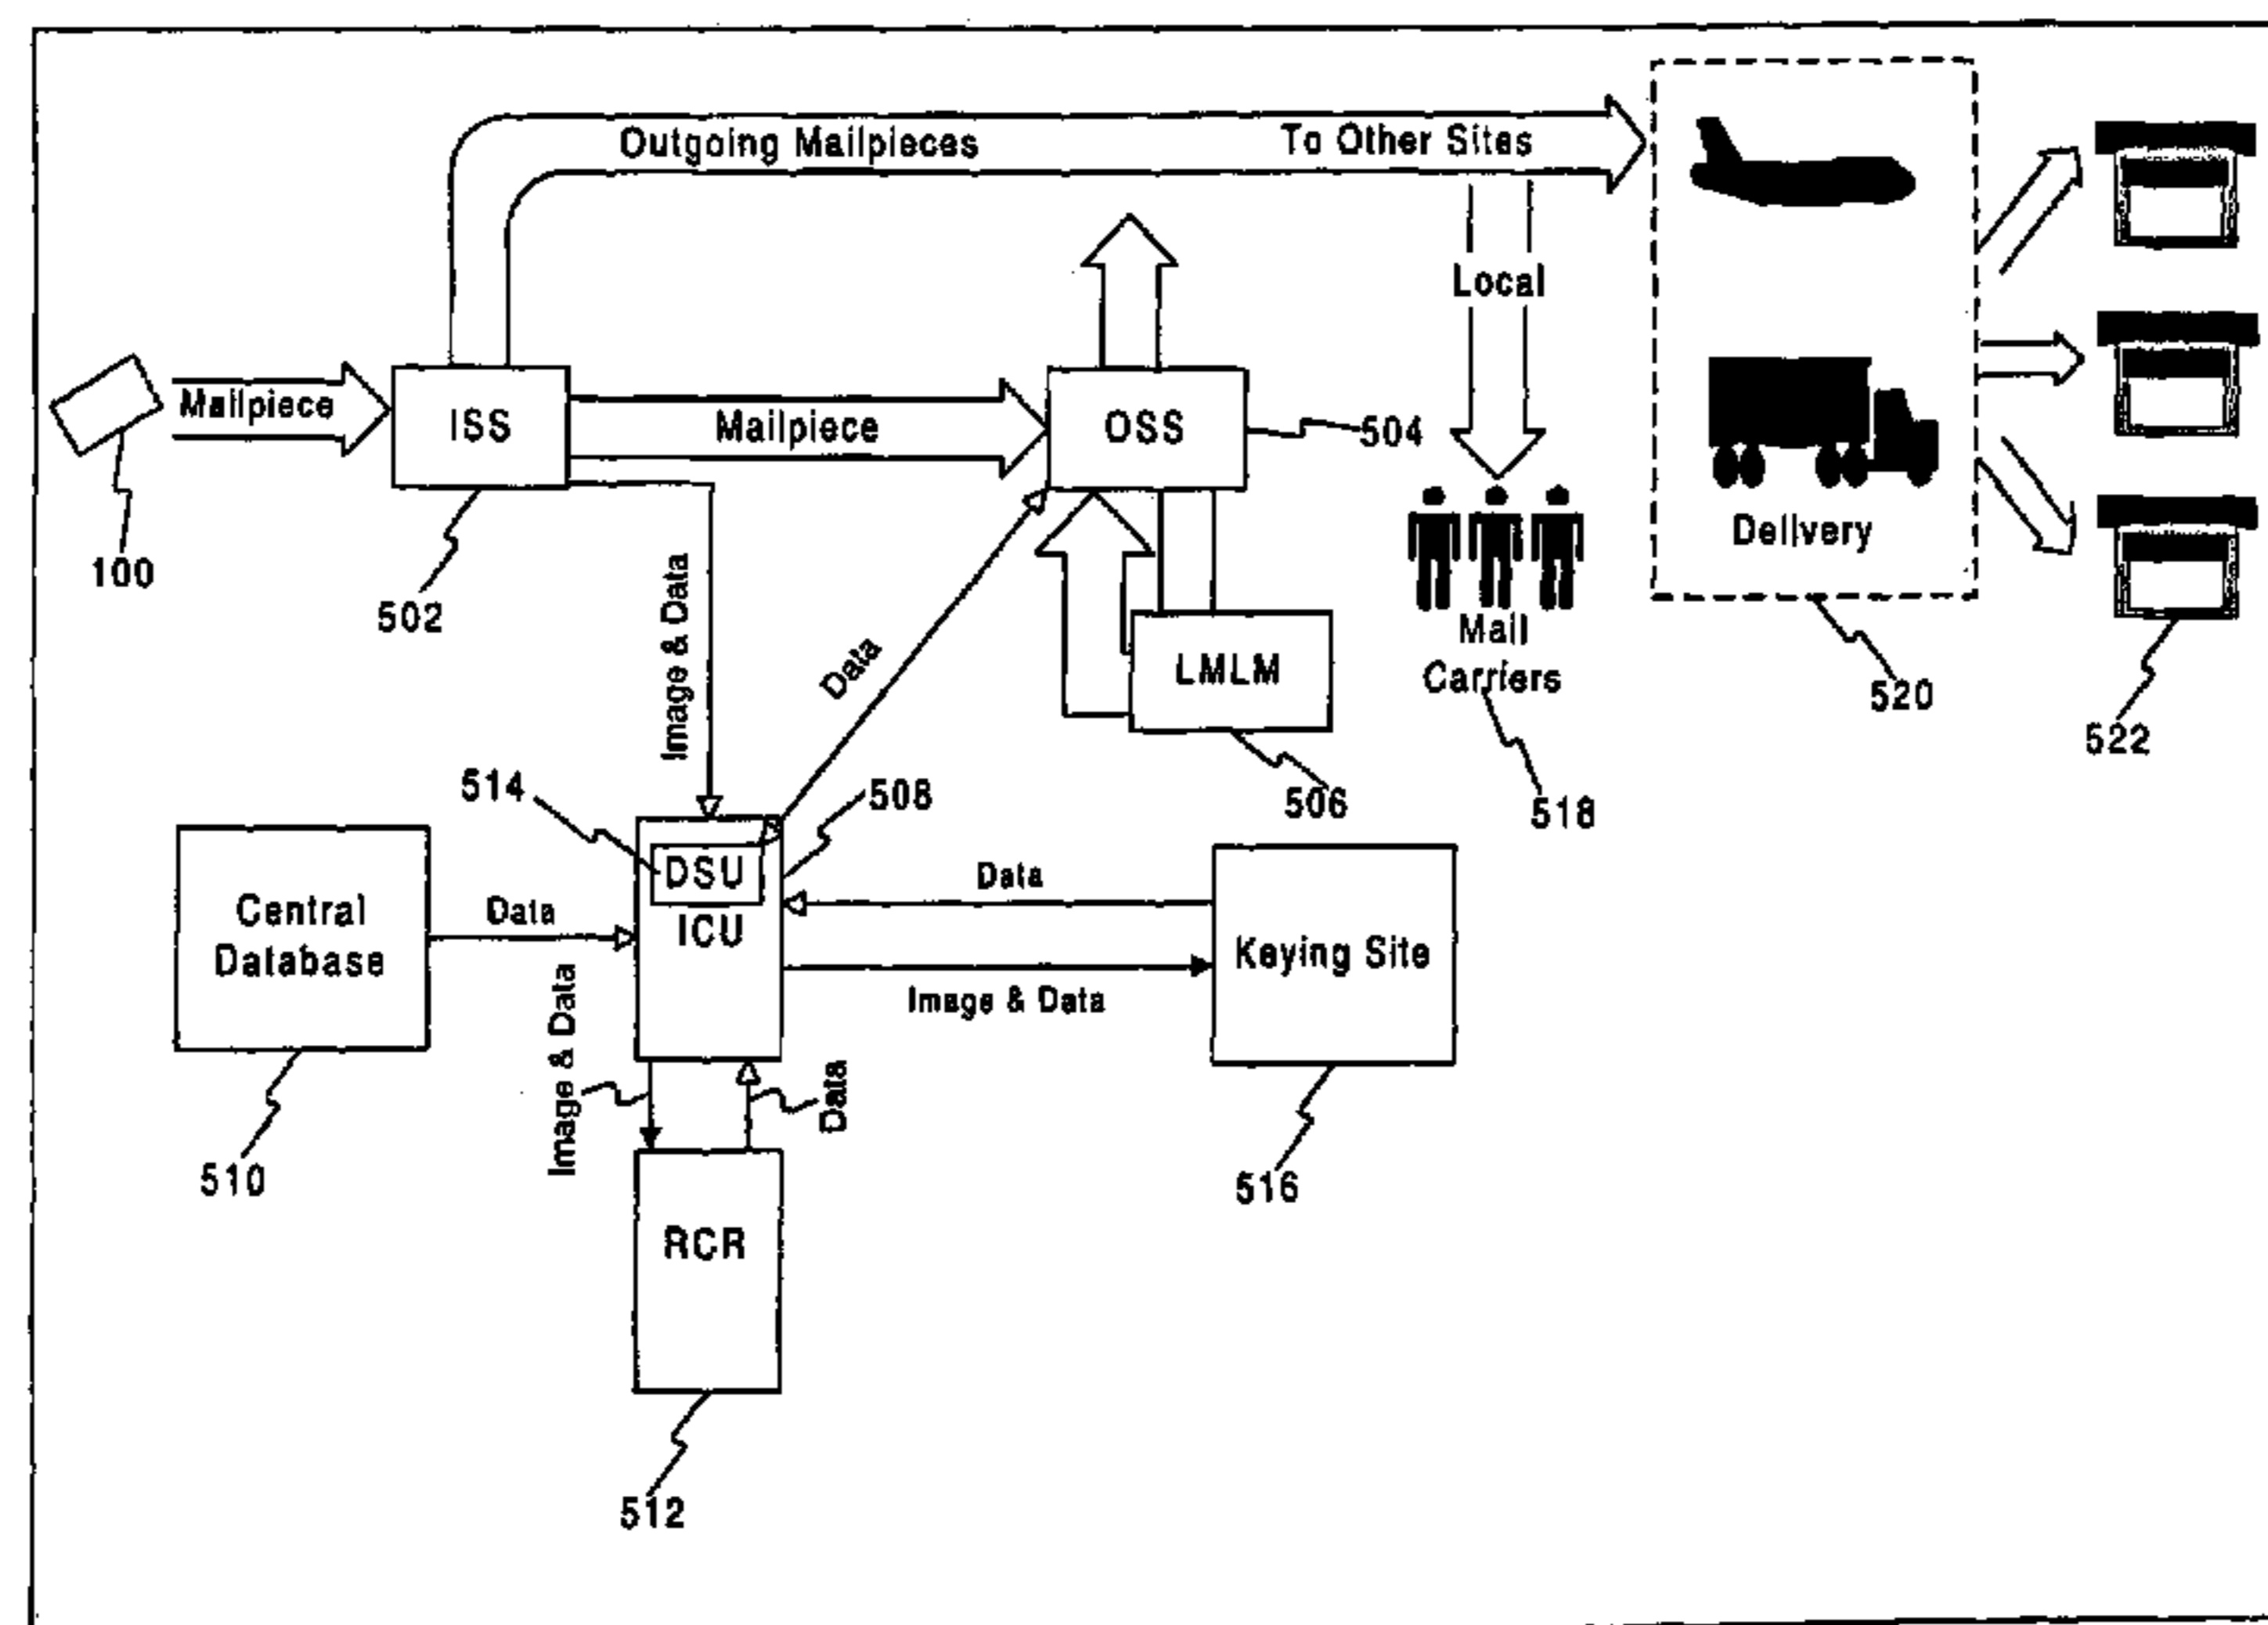 Outgoing Mailpieces
To Other Sites
Local
Mailpiece
ISS
Mailpiece
OSS
504
100
502
Image & Data
Data
LMLM
506
Mail
Carriers
518
Delivery
520
522
514
508
DSU
ICU
Central
Database
Data
510
Data
Image & Data
Keying Site
516
Image & Data
Data
RCR
512